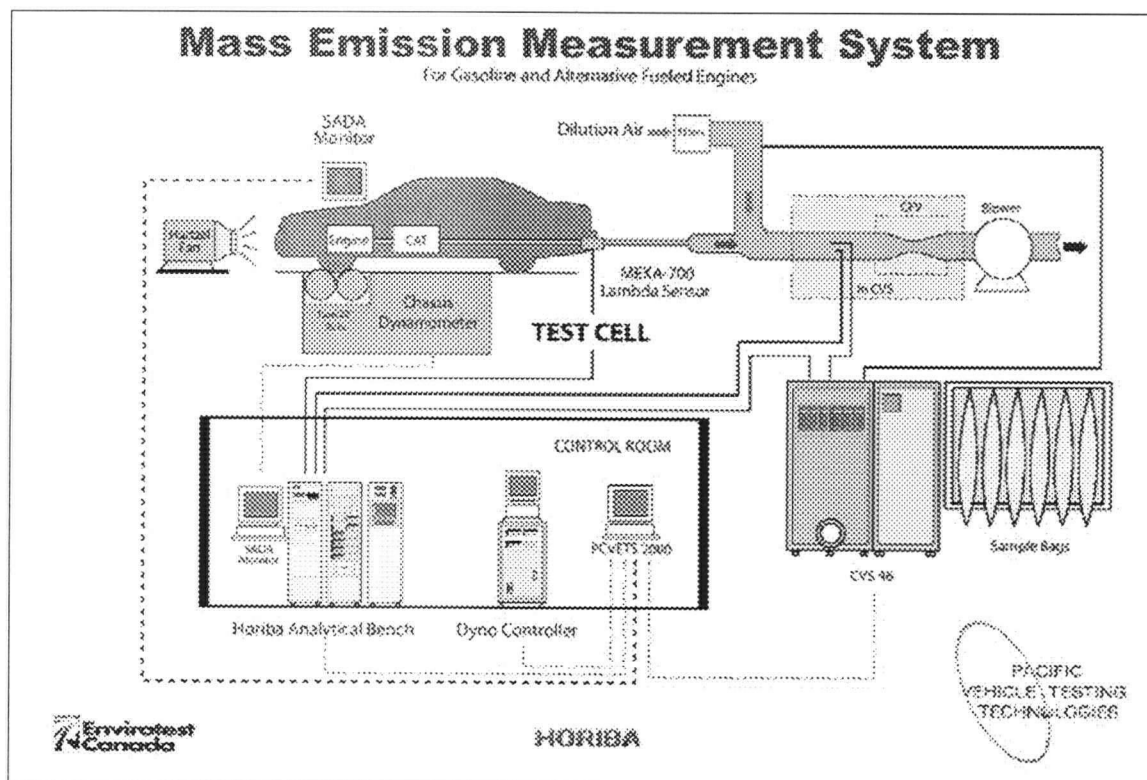 Mass Emission Measurement System
For Gasoline and Alternative Fueled Engines
SADA
Monitor
Dilution Air
Engine
CAT
CFV
Blower
MEXA-700
Lambda Sensor
CVS
Chassis
Dynamometer
TEST CELL
CONTROL ROOM
SADA
Monitor
PCVETS 2000
Sample Bags
CVS 46
Horiba Analytical Bench
Dyno Controller
PACIFIC
VEHICLE TESTING
TECHNOLOGIES
Envirotest
Canada
HORIBA